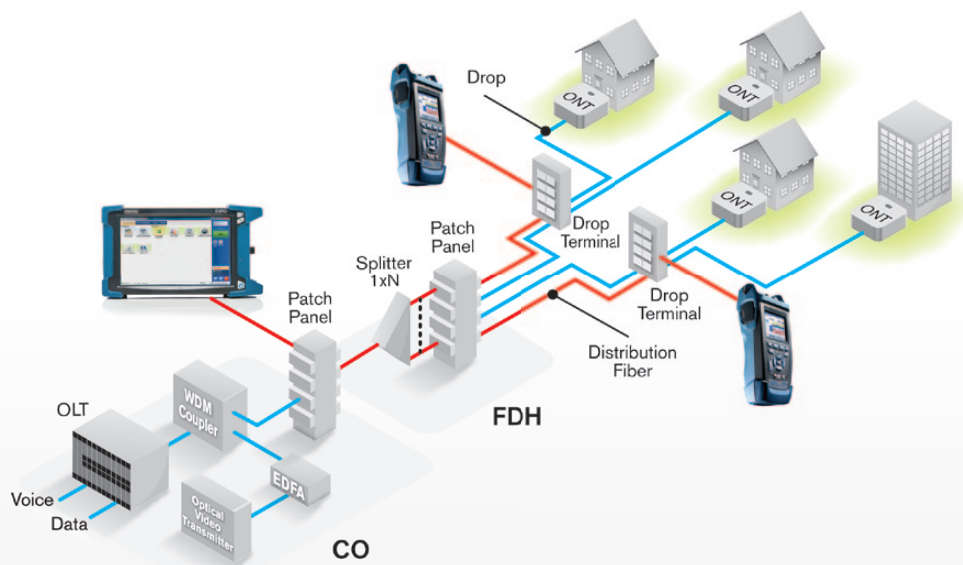 Drop
ONT
ONT
ONT
ONT
Drop
Terminal
Patch
Panel
Splitter
1xN
Drop
Terminal
Patch
Panel
Distribution
Fiber
FDH
OLT
WDM
Coupler
EDFA
Voice
Data
Optical
Video
Transmitter
CO